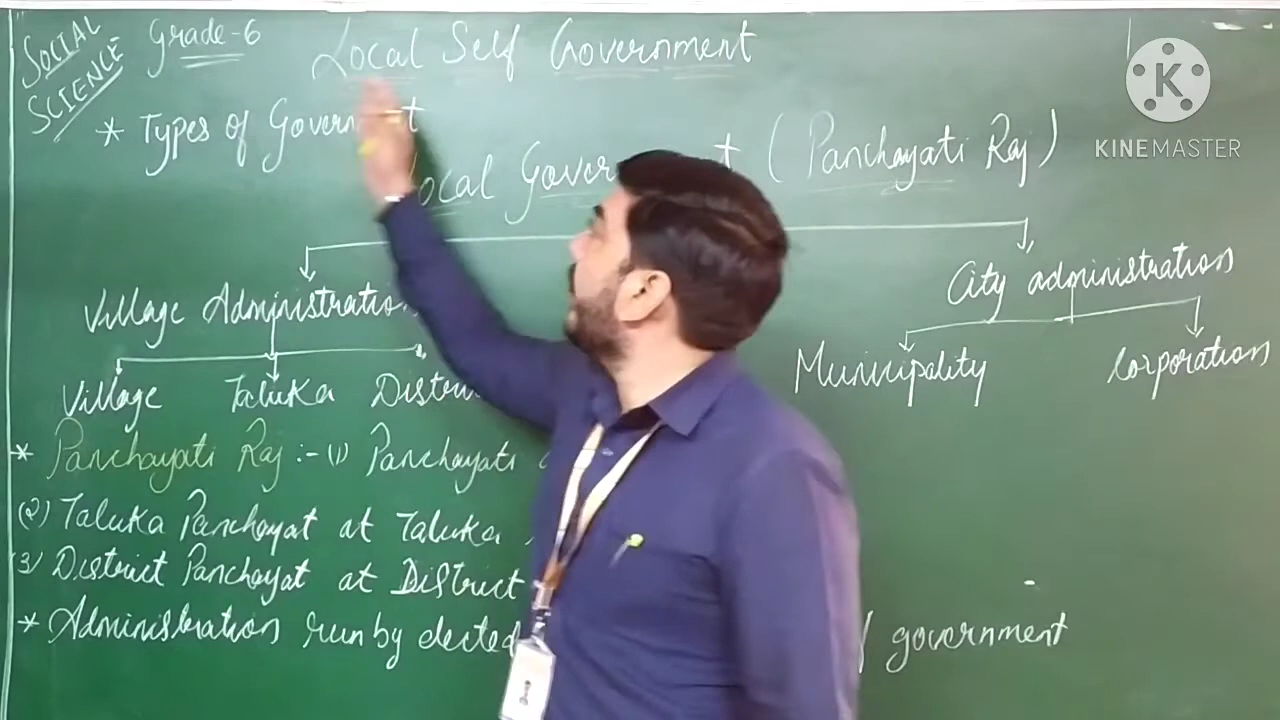 SOCIAL SCIENCE
Grade-6
Local Self Government
* Types of Government
Local Gover t (Panchayati Raj)
Village Administration
City administration
Village Taluka
Municipality Corporation
* Panchayati Raj :- (1) Panchayati
(2) Taluka Panchayat at Taluka
(3) District Panchayat at District
* Administration run by elected government
K
KINEMASTER